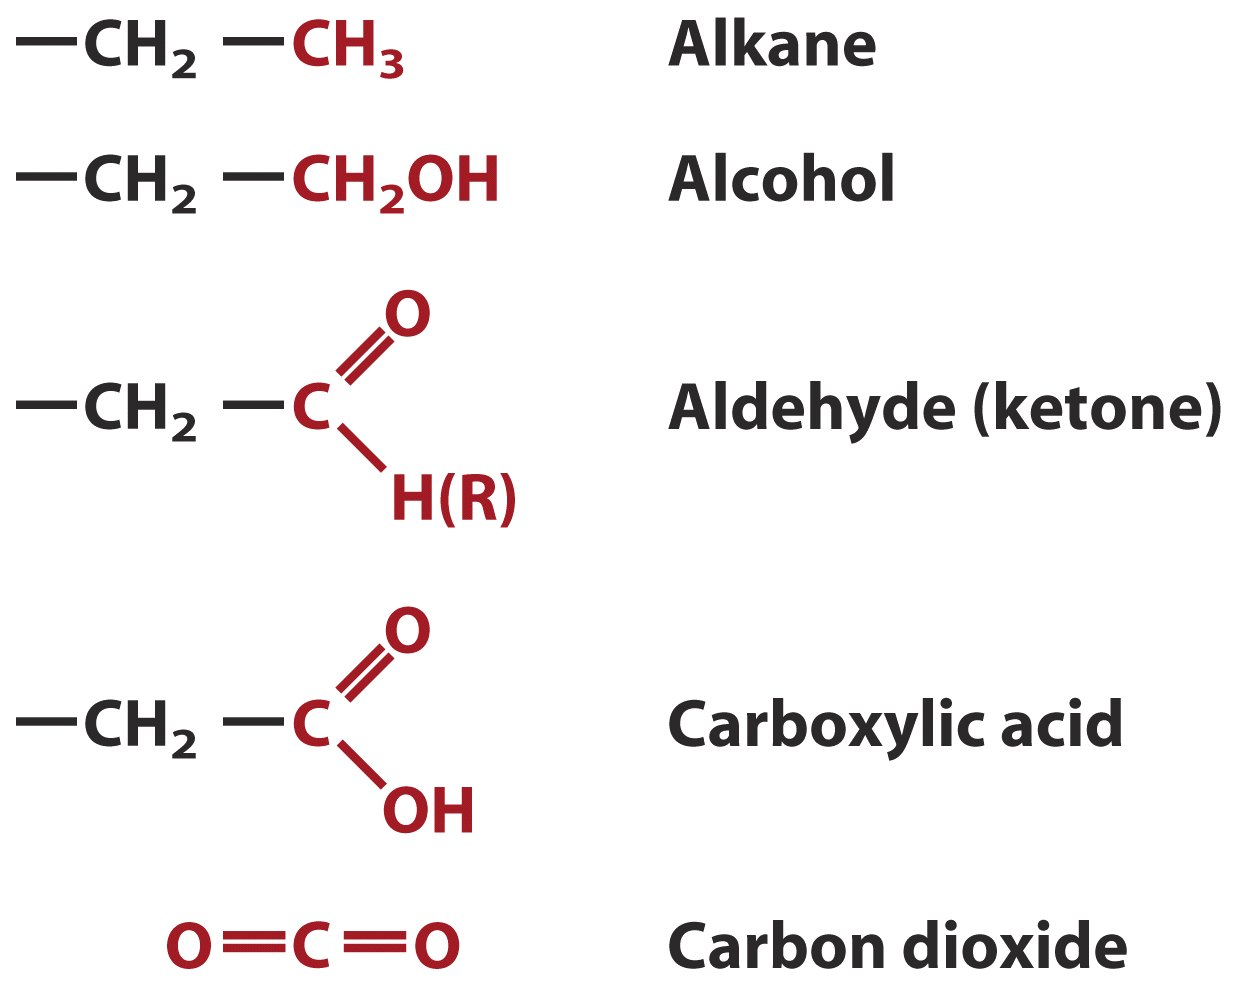 —CH₂ —CH₃ Alkane
—CH₂ —CH₂OH Alcohol
O
—CH₂ —C Aldehyde (ketone)
H(R)
O
—CH₂ —C Carboxylic acid
OH
O=C=O Carbon dioxide